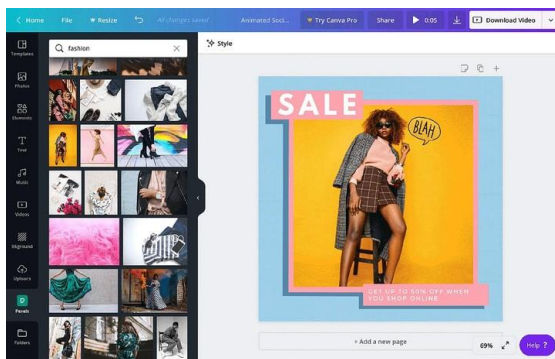 Home File Resize All changes saved Animated Soci... Try Canva Pro Share 0:05 Download Video
fashion
Style
Templates
Photos
Elements
Text
Music
Videos
Bkground
Uploads
Pexels
Folders
SALE
BLAH
GET UP TO 50% OFF WHEN
YOU SHOP ONLINE
+ Add a new page
69%
Help ?